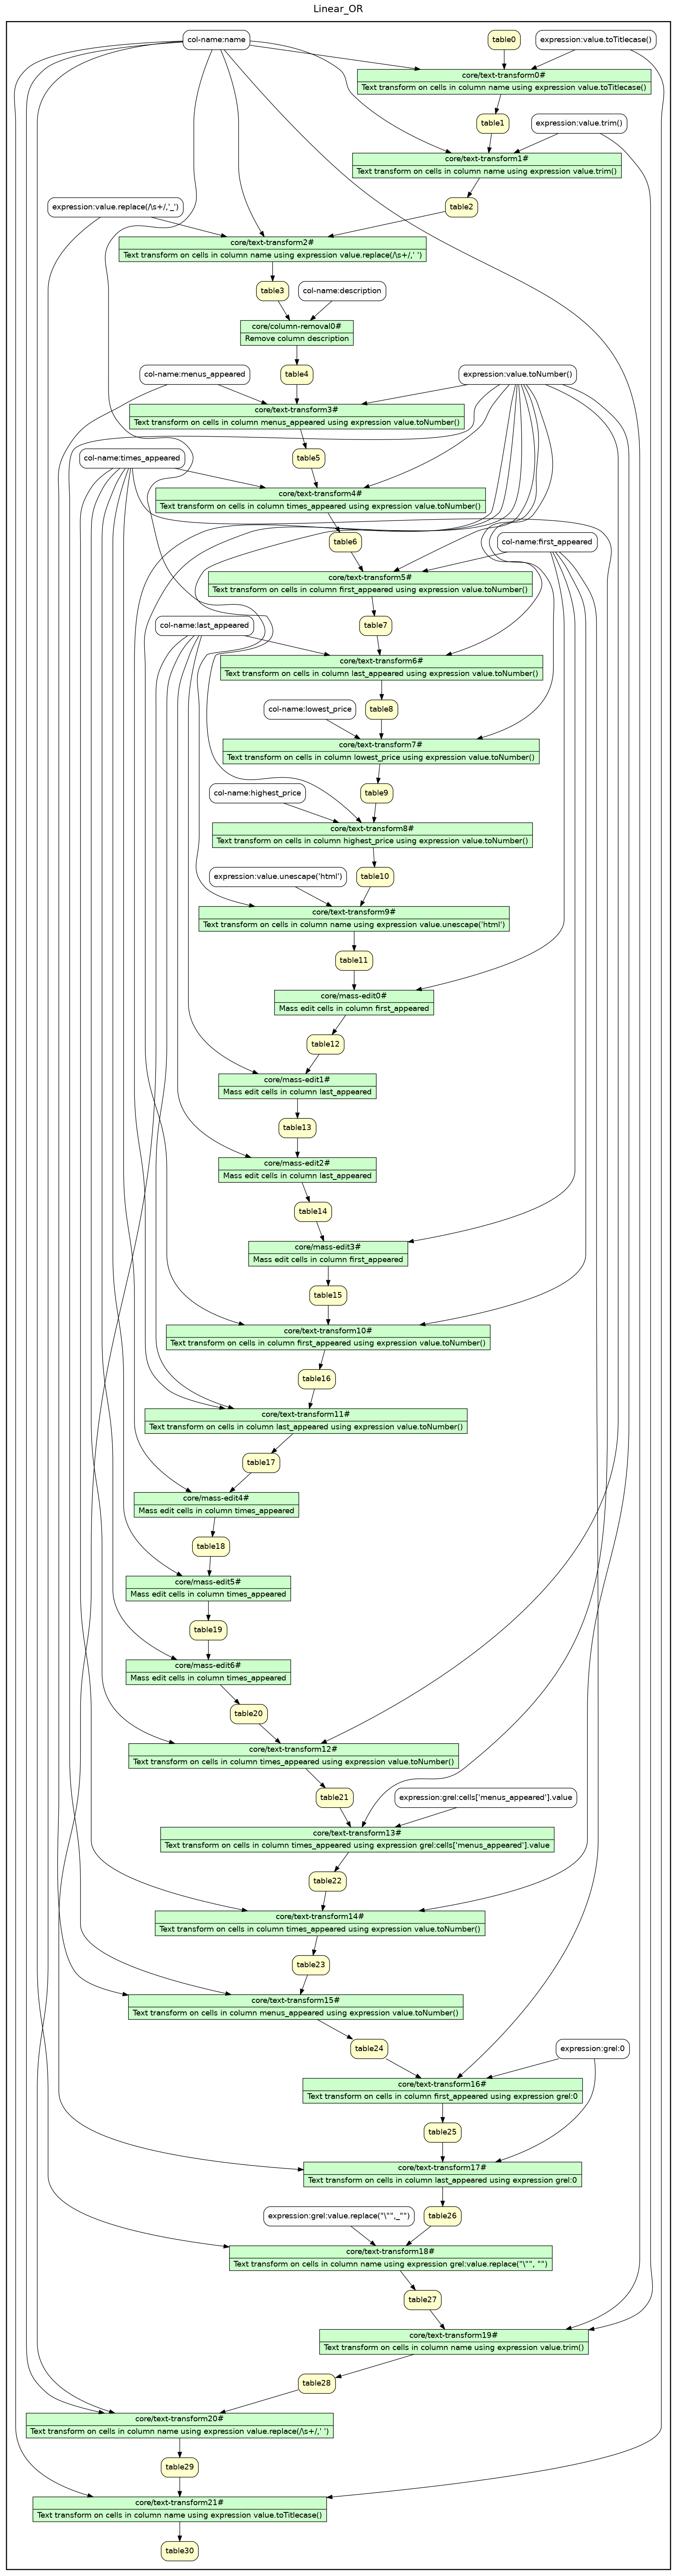 Linear_OR
col-name:name
table0
expression:value.toTitlecase()
core/text-transform0#
Text transform on cells in column name using expression value.toTitlecase()
table1
expression:value.trim()
core/text-transform1#
Text transform on cells in column name using expression value.trim()
expression:value.replace(/\s+/,'_')
table2
core/text-transform2#
Text transform on cells in column name using expression value.replace(/\s+/,' ')
table3
col-name:description
core/column-removal0#
Remove column description
col-name:menus_appeared
table4
expression:value.toNumber()
core/text-transform3#
Text transform on cells in column menus_appeared using expression value.toNumber()
col-name:times_appeared
table5
core/text-transform4#
Text transform on cells in column times_appeared using expression value.toNumber()
table6
col-name:first_appeared
core/text-transform5#
Text transform on cells in column first_appeared using expression value.toNumber()
col-name:last_appeared
table7
core/text-transform6#
Text transform on cells in column last_appeared using expression value.toNumber()
col-name:lowest_price
table8
core/text-transform7#
Text transform on cells in column lowest_price using expression value.toNumber()
col-name:highest_price
table9
core/text-transform8#
Text transform on cells in column highest_price using expression value.toNumber()
expression:value.unescape('html')
table10
core/text-transform9#
Text transform on cells in column name using expression value.unescape('html')
table11
core/mass-edit0#
Mass edit cells in column first_appeared
table12
core/mass-edit1#
Mass edit cells in column last_appeared
table13
core/mass-edit2#
Mass edit cells in column last_appeared
table14
core/mass-edit3#
Mass edit cells in column first_appeared
table15
core/text-transform10#
Text transform on cells in column first_appeared using expression value.toNumber()
table16
core/text-transform11#
Text transform on cells in column last_appeared using expression value.toNumber()
table17
core/mass-edit4#
Mass edit cells in column times_appeared
table18
core/mass-edit5#
Mass edit cells in column times_appeared
table19
core/mass-edit6#
Mass edit cells in column times_appeared
table20
core/text-transform12#
Text transform on cells in column times_appeared using expression value.toNumber()
table21
expression:grel:cells['menus_appeared'].value
core/text-transform13#
Text transform on cells in column times_appeared using expression grel:cells['menus_appeared'].value
table22
core/text-transform14#
Text transform on cells in column times_appeared using expression value.toNumber()
table23
core/text-transform15#
Text transform on cells in column menus_appeared using expression value.toNumber()
table24
expression:grel:0
core/text-transform16#
Text transform on cells in column first_appeared using expression grel:0
table25
core/text-transform17#
Text transform on cells in column last_appeared using expression grel:0
expression:grel:value.replace("\"",_"")
table26
core/text-transform18#
Text transform on cells in column name using expression grel:value.replace("\"", "")
table27
core/text-transform19#
Text transform on cells in column name using expression value.trim()
table28
core/text-transform20#
Text transform on cells in column name using expression value.replace(/\s+/,' ')
table29
core/text-transform21#
Text transform on cells in column name using expression value.toTitlecase()
table30